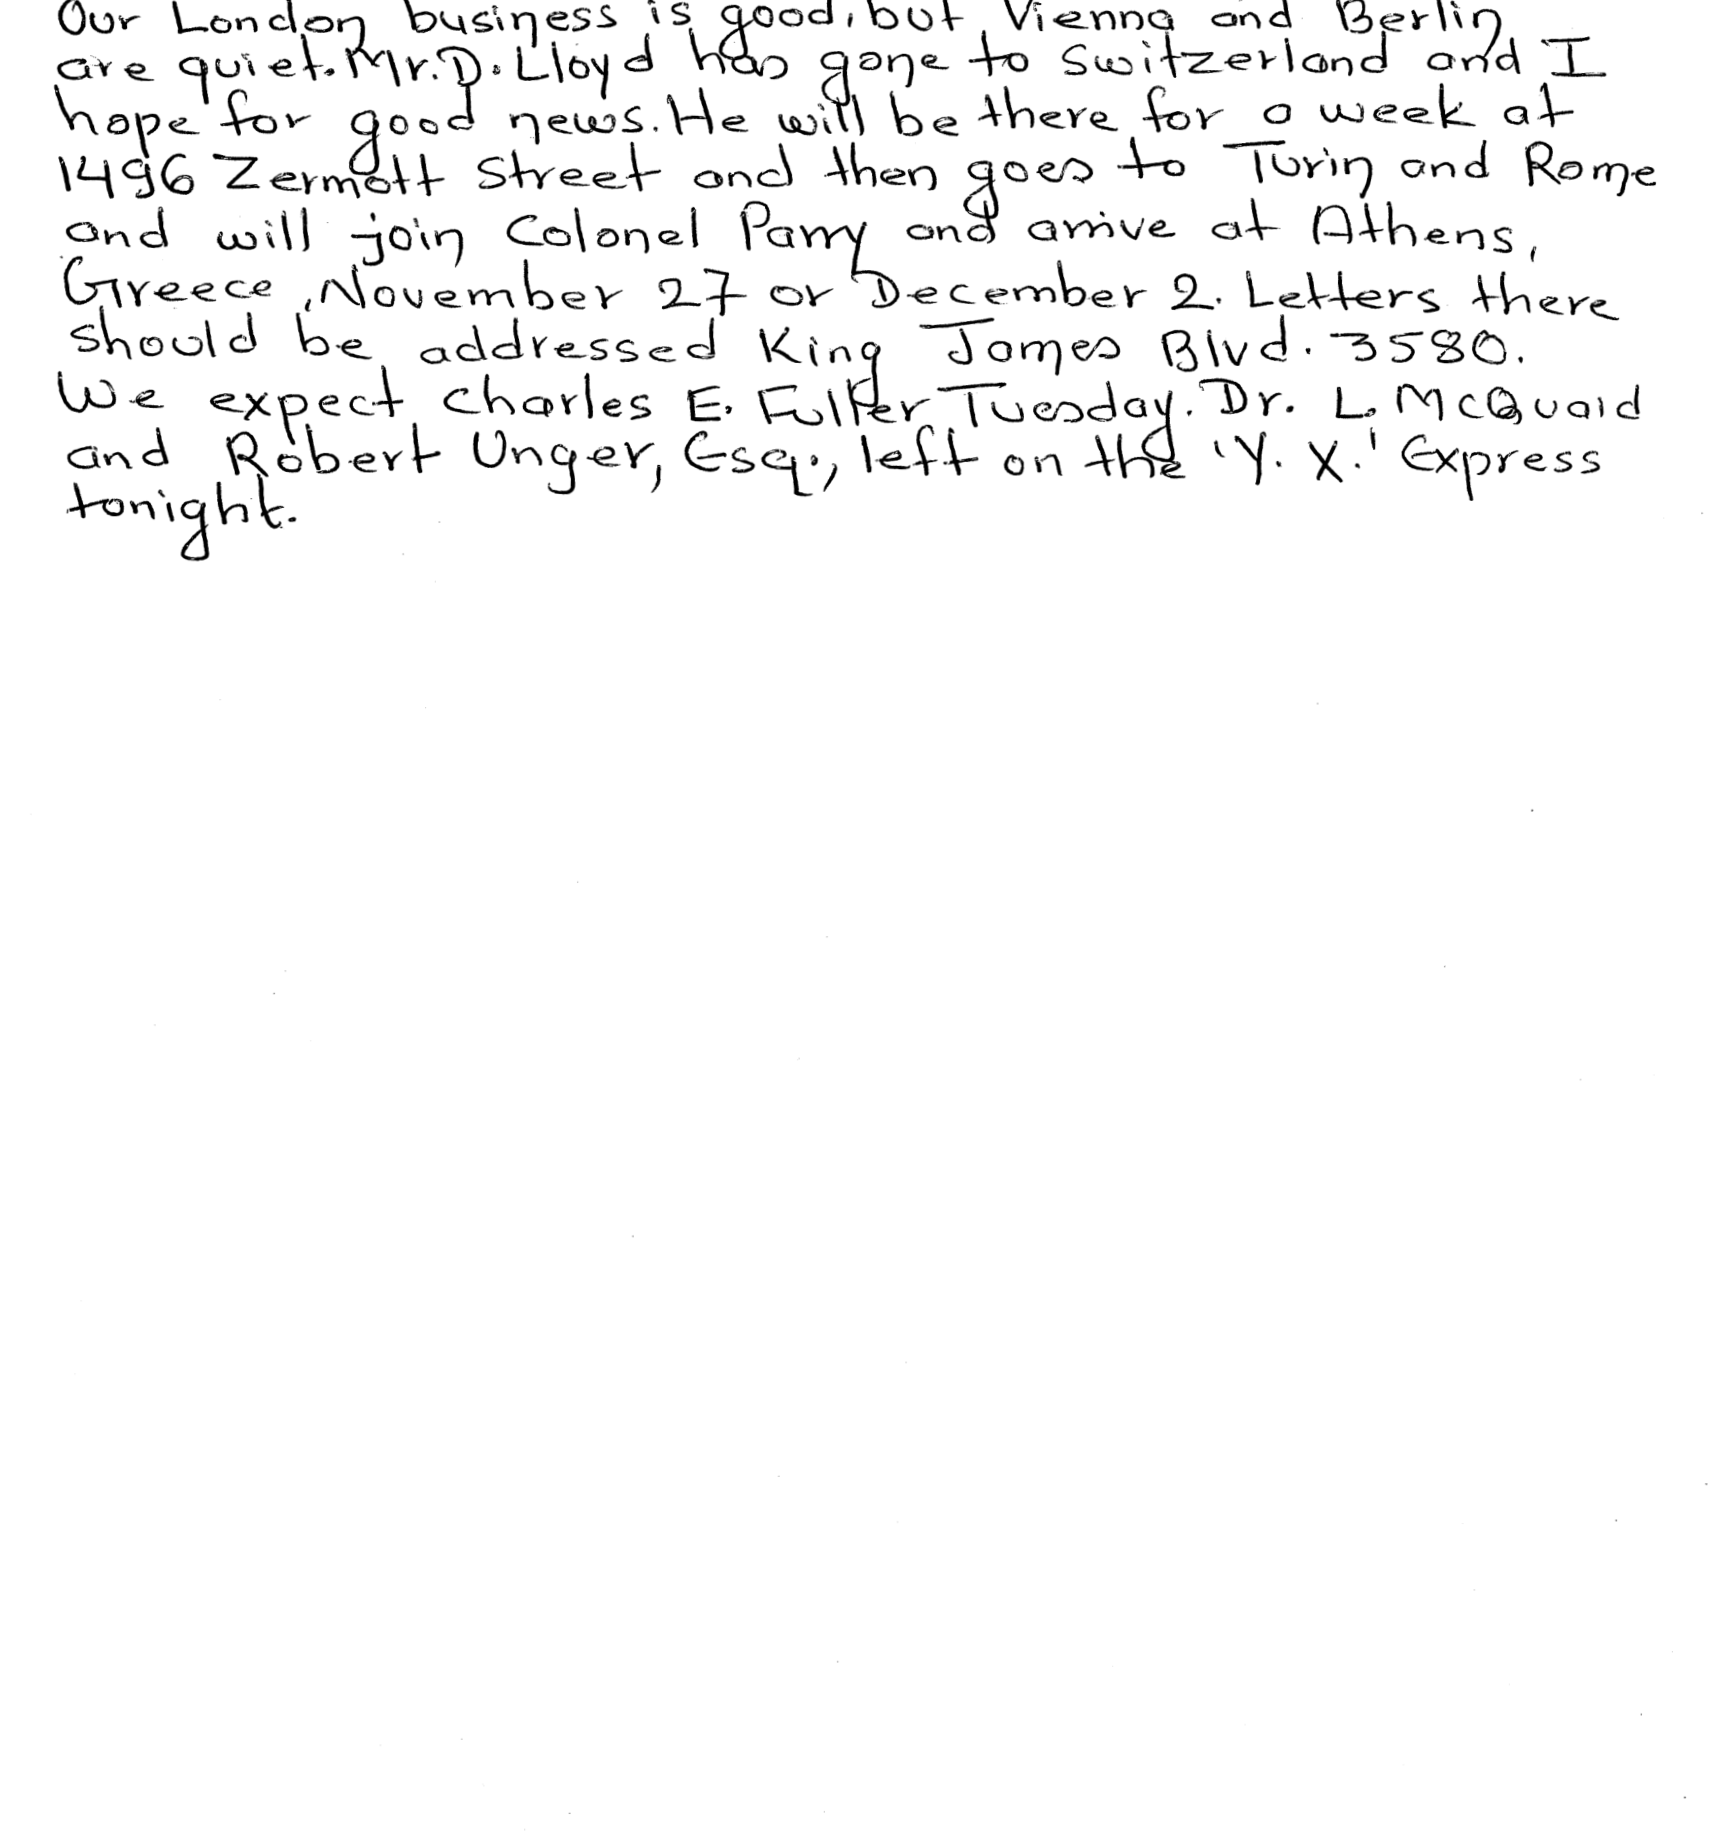 Our London business is good, but Vienna and Berlin
are quiet. Mr. D. Lloyd has gone to Switzerland and I
hope for good news. He will be there for a week at
1496 Zermott Street and then goes to Turin and Rome
and will join Colonel Parry and arrive at Athens,
Greece, November 27 or December 2. Letters there
should be addressed King James Blvd. 3580.
We expect Charles E. Fuller Tuesday. Dr. L. McQuaid
and Robert Unger, Esq., left on the 'Y. X.' Express
tonight.